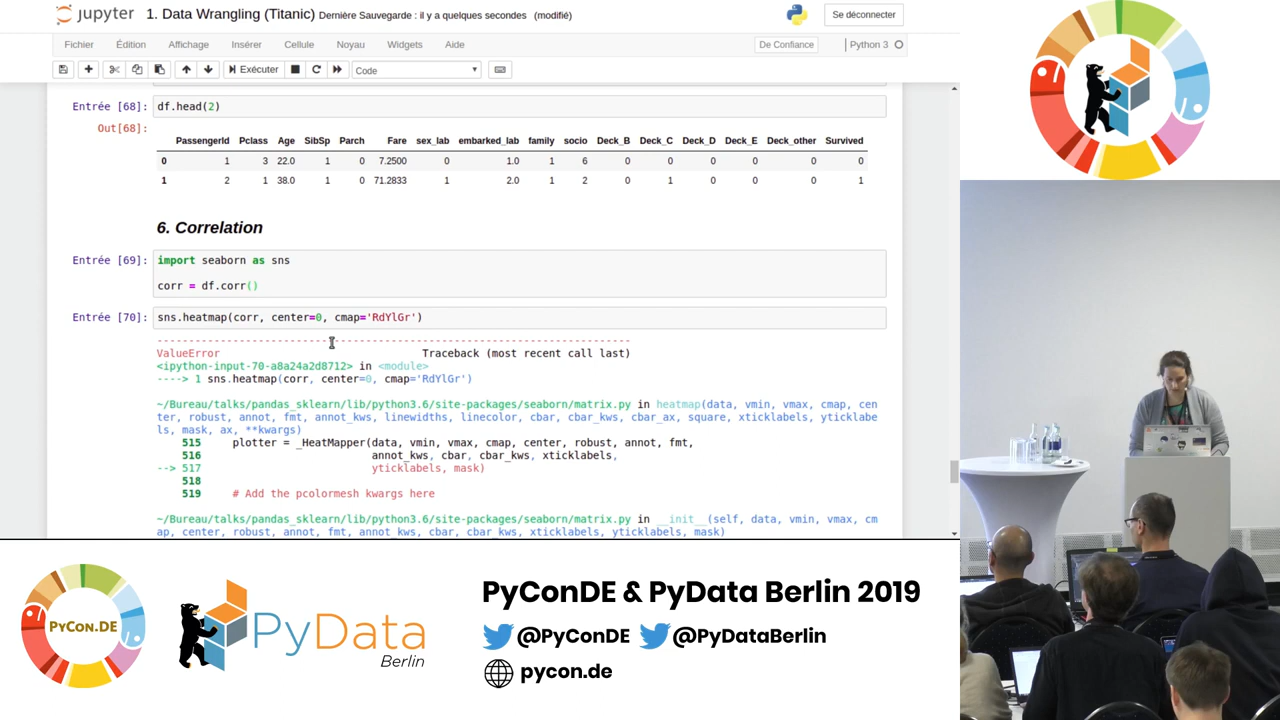 jupyter 1. Data Wrangling (Titanic) Dernière Sauvegarde : il y a quelques secondes (modifié)
Se déconnecter
Fichier Édition Affichage Insérer Cellule Noyau Widgets Aide
De Confiance Python 3
Exécuter Code
Entrée [68]: df.head(2)
Out[68]:
PassengerId Pclass Age SibSp Parch Fare sex_lab embarked_lab family socio Deck_B Deck_C Deck_D Deck_E Deck_other Survived
0 1 3 22.0 1 0 7.2500 0 1.0 1 6 0 0 0 0 0 0
1 2 1 38.0 1 0 71.2833 1 2.0 1 2 0 1 0 0 0 1
6. Correlation
Entrée [69]: import seaborn as sns
corr = df.corr()
Entrée [70]: sns.heatmap(corr, center=0, cmap='RdYlGr')
---------------------------------------------------------------------------
ValueError Traceback (most recent call last)
<ipython-input-70-a8a24a2d8712> in <module>
----> 1 sns.heatmap(corr, center=0, cmap='RdYlGr')
~/Bureau/talks/pandas_sklearn/lib/python3.6/site-packages/seaborn/matrix.py in heatmap(data, vmin, vmax, cmap, cen
ter, robust, annot, fmt, annot_kws, linewidths, linecolor, cbar, cbar_kws, cbar_ax, square, xticklabels, yticklabe
ls, mask, ax, **kwargs)
515 plotter = _HeatMapper(data, vmin, vmax, cmap, center, robust, annot, fmt,
516 annot_kws, cbar, cbar_kws, xticklabels,
--> 517 yticklabels, mask)
518
519 # Add the pcolormesh kwargs here
~/Bureau/talks/pandas_sklearn/lib/python3.6/site-packages/seaborn/matrix.py in __init__(self, data, vmin, vmax, cm
ap, center, robust, annot, fmt, annot_kws, cbar, cbar_kws, xticklabels, yticklabels, mask)
PyCon.DE
PyData
Berlin
PyConDE & PyData Berlin 2019
@PyConDE @PyDataBerlin
pycon.de